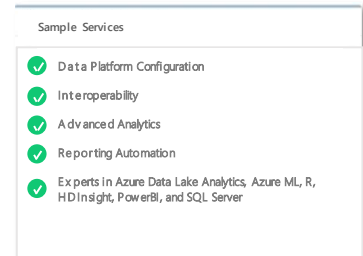 Sample Services
Data Platform Configuration
Interoperability
Advanced Analytics
Reporting Automation
Experts in Azure Data Lake Analytics, Azure ML, R,
HDInsight, PowerBI, and SQL Server